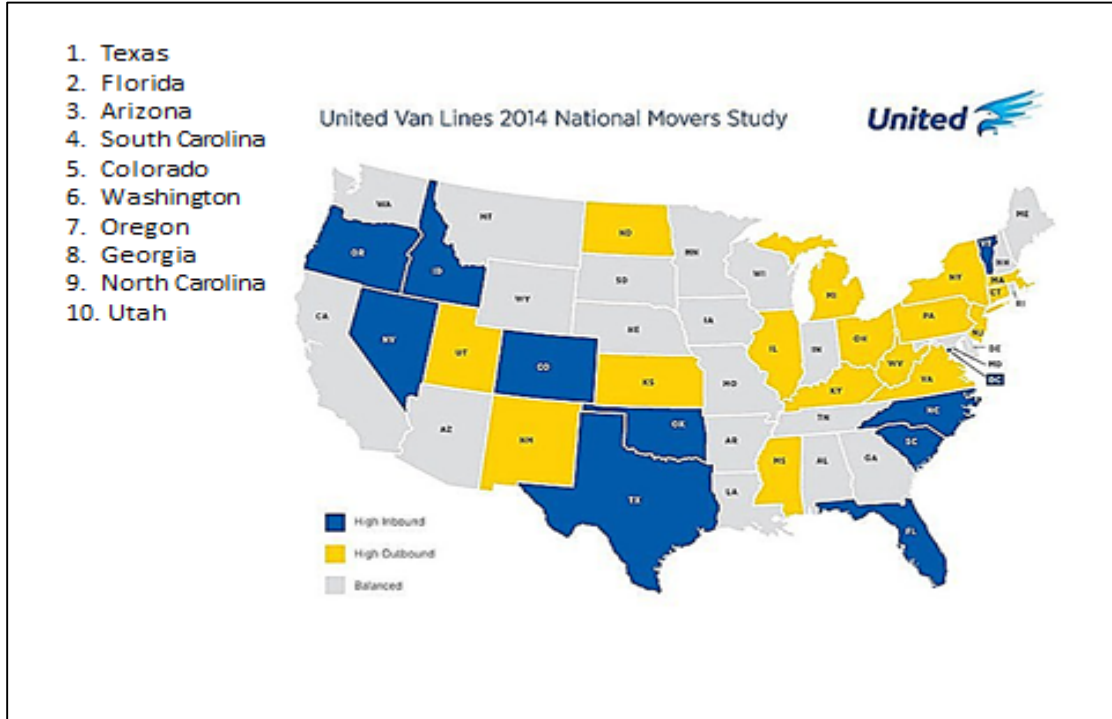 1. Texas
2. Florida
3. Arizona
4. South Carolina
5. Colorado
6. Washington
7. Oregon
8. Georgia
9. North Carolina
10. Utah
United Van Lines 2014 National Movers Study
United
WA
MT
ND
MN
ME
OR
ID
WY
SD
WI
MI
NY
VT
NH
MA
CT
RI
CA
NV
UT
CO
NE
IA
IL
IN
OH
PA
NJ
DE
MD
DC
KS
MO
KY
WV
VA
AZ
NM
OK
AR
TN
NC
SC
TX
LA
MS
AL
GA
FL
High Inbound
High Outbound
Balanced